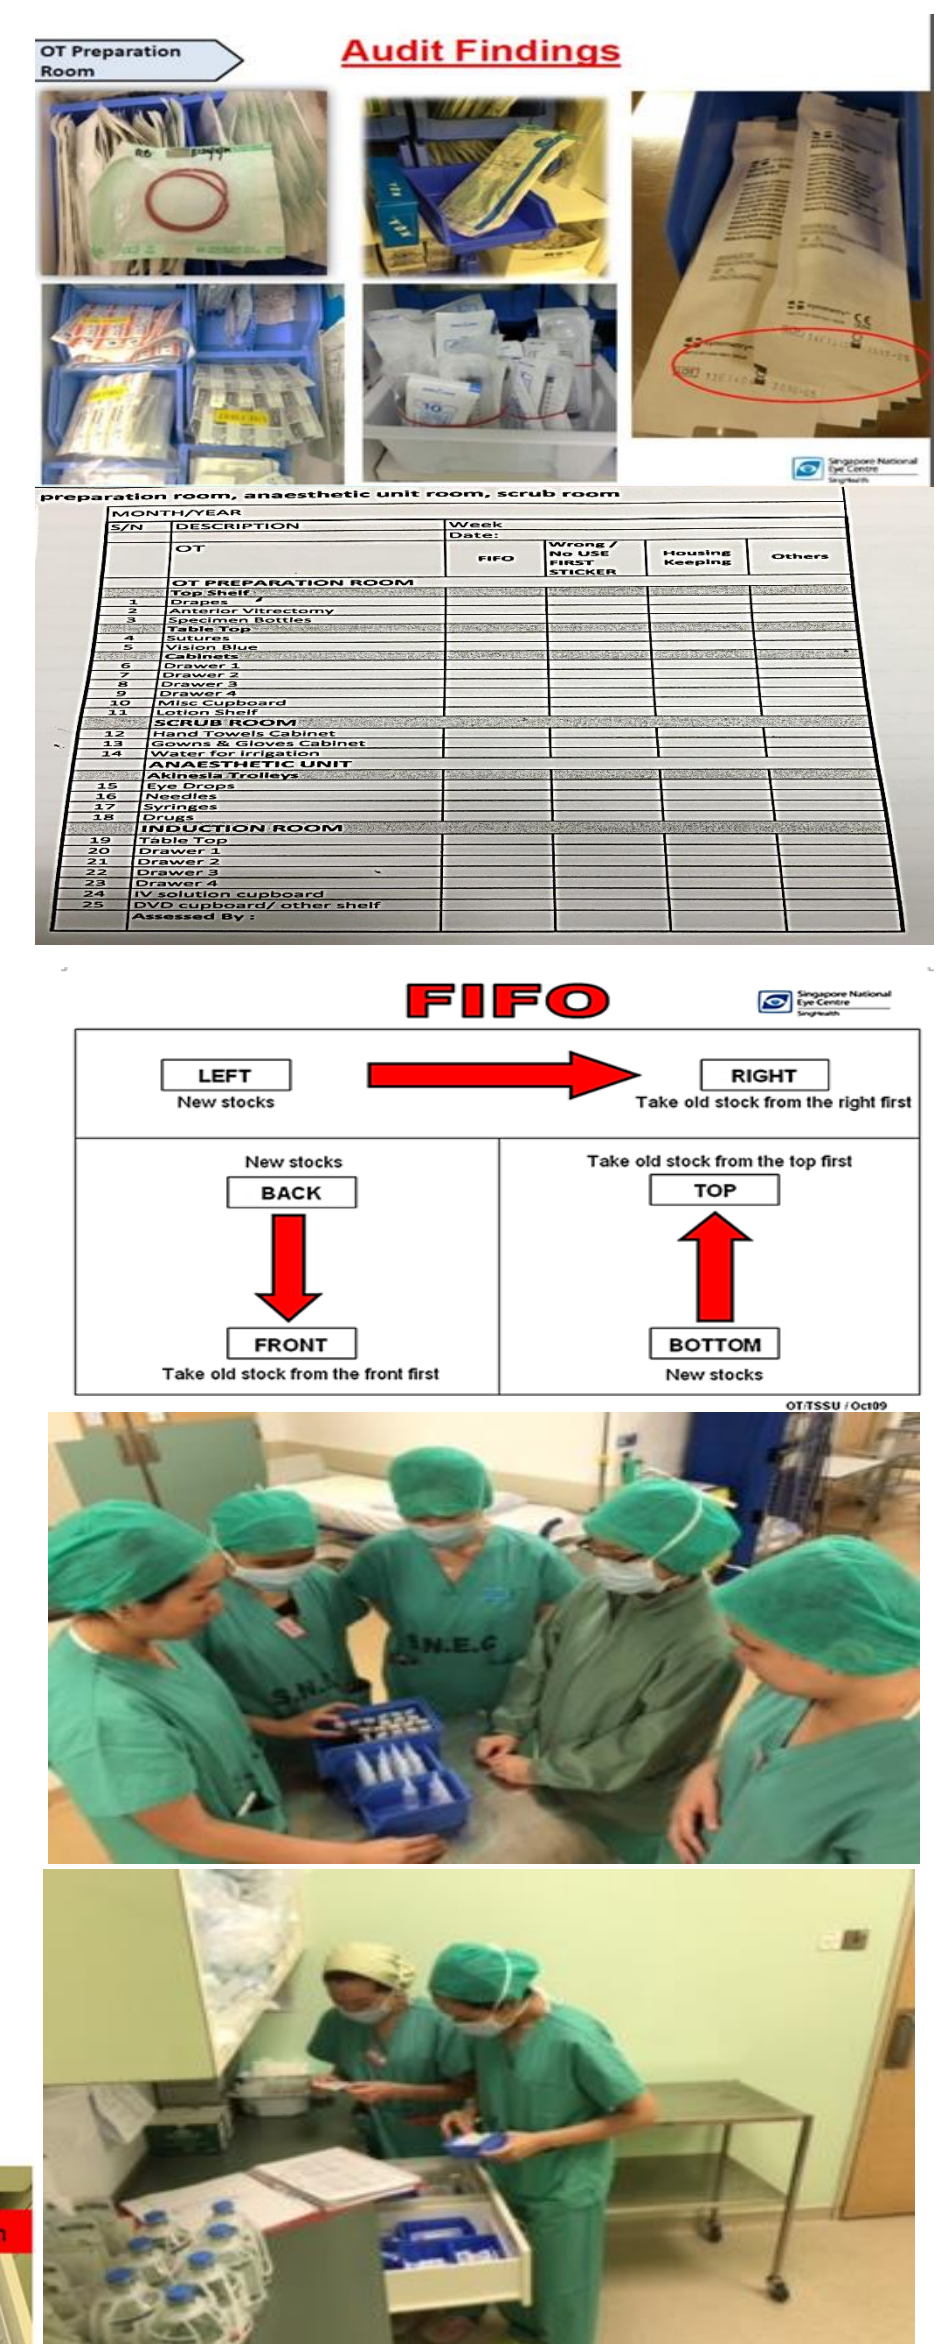 OT Preparation
Room
Audit Findings
10
Singapore National
Eye Centre
SingHealth
preparation room, anaesthetic unit room, scrub room
MONTH/YEAR
S/N DESCRIPTION Week
Date:
OT FIFO Wrong / No USE FIRST STICKER Housing Keeping Others
OT PREPARATION ROOM
Top Shelf
1 Drapes
2 Anterior Vitrectomy
3 Specimen Bottles
Table Top
4 Sutures
5 Vision Blue
Cabinets
6 Drawer 1
7 Drawer 2
8 Drawer 3
9 Drawer 4
10 Misc Cupboard
11 Lotion Shelf
SCRUB ROOM
12 Hand Towels Cabinet
13 Gowns & Gloves Cabinet
14 Water for irrigation
ANAESTHETIC UNIT
Akinesia Trolleys
15 Eye Drops
16 Needles
17 Syringes
18 Drugs
INDUCTION ROOM
19 Table Top
20 Drawer 1
21 Drawer 2
22 Drawer 3
23 Drawer 4
24 IV solution cupboard
25 DVD cupboard/ other shelf
Assessed By :
FIFO
Singapore National
Eye Centre
SingHealth
LEFT
New stocks
RIGHT
Take old stock from the right first
New stocks
BACK
FRONT
Take old stock from the front first
Take old stock from the top first
TOP
BOTTOM
New stocks
OT/TSSU / Oct09
S.N.E.C